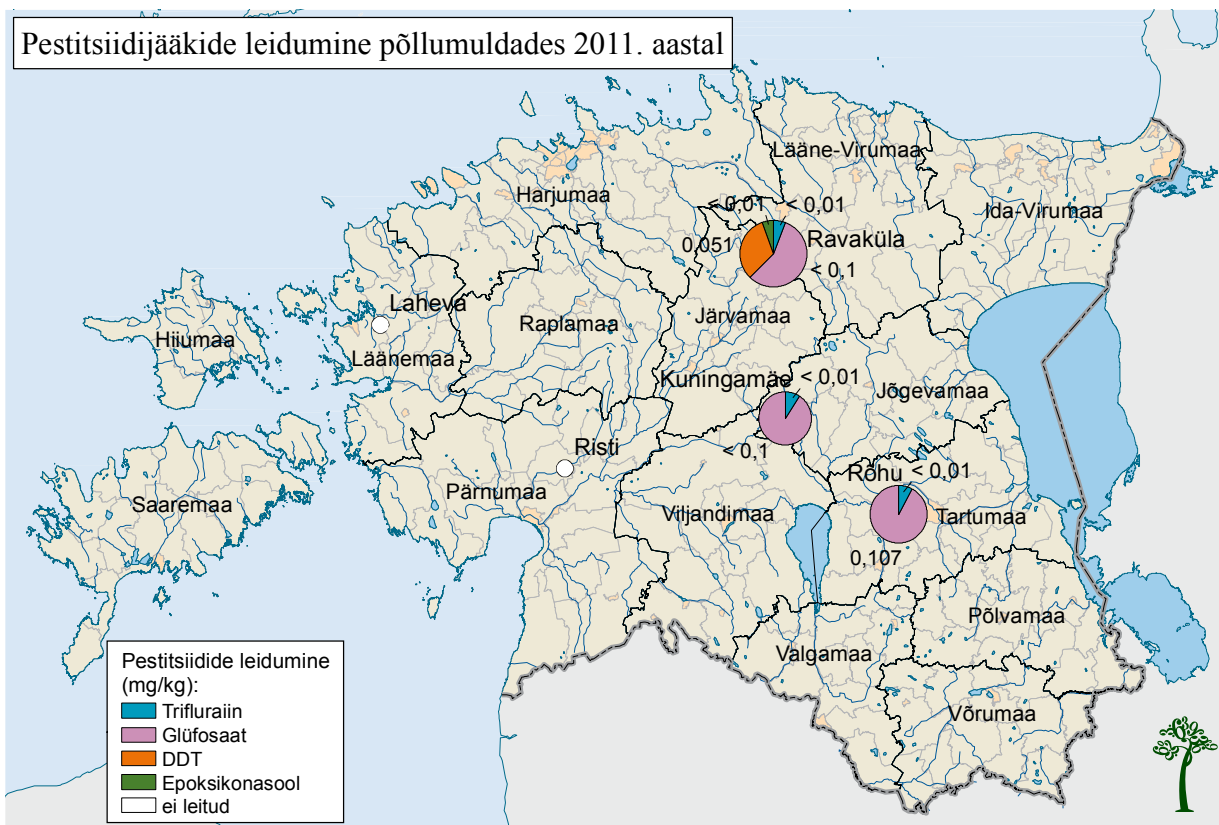 Pestitsiidijääkide leidumine põllumuldades 2011. aastal
Lääne-Virumaa
Harjumaa
< 0,01
< 0,01
Ida-Virumaa
0,051
Ravaküla
< 0,1
Laheva
Hiiumaa
Raplamaa
Järvamaa
Läänemaa
Kuningamäe
< 0,01
Jõgevamaa
Risti
< 0,1
Rõhu
< 0,01
Saaremaa
Pärnumaa
Viljandimaa
Tartumaa
0,107
Põlvamaa
Valgamaa
Võrumaa
Pestitsiidide leidumine
(mg/kg):
Trifluraiin
Glüfosaat
DDT
Epoksikonasool
ei leitud